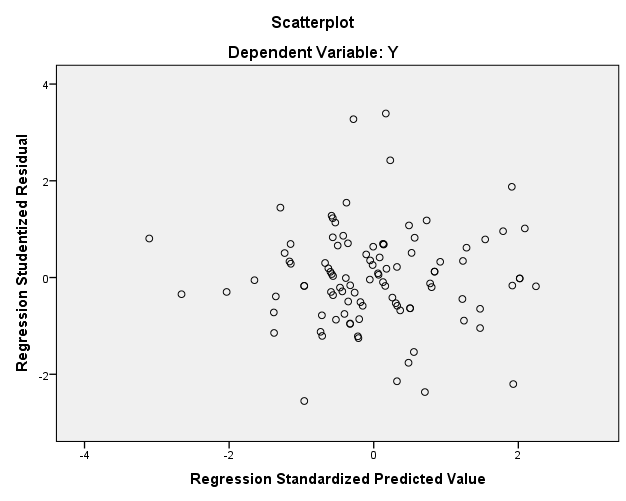 Scatterplot
Dependent Variable: Y
Regression Studentized Residual
4
2
0
-2
-4
-2
0
2
Regression Standardized Predicted Value